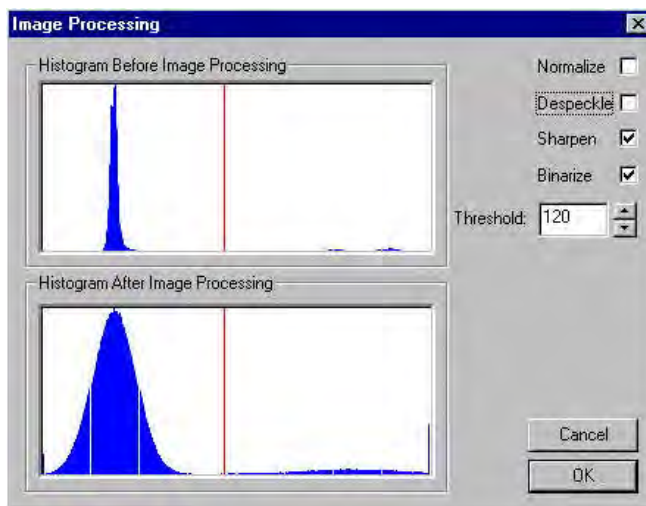 Image Processing
Histogram Before Image Processing
Normalize
Despeckle
Sharpen
Binarize
Threshold: 120
Histogram After Image Processing
Cancel
OK